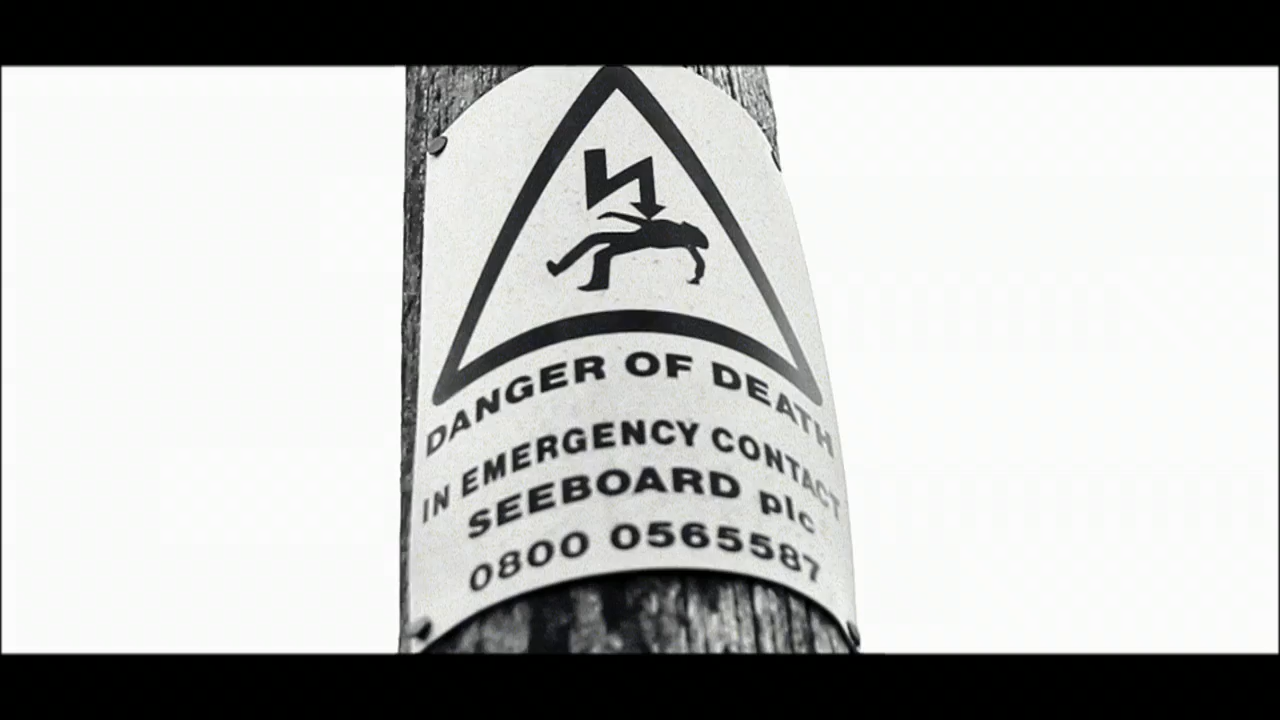 DANGER OF DEATH
IN EMERGENCY CONTACT
SEEBOARD plc
0800 0565587